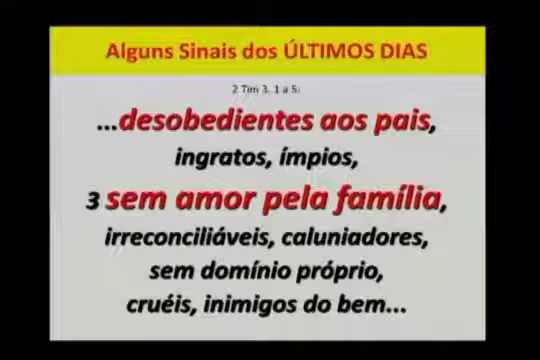 Alguns Sinais dos ÚLTIMOS DIAS
2 Tim 3. 1 a 5:
...desobedientes aos pais,
ingratos, ímpios,
3 sem amor pela família,
irreconciliáveis, caluniadores,
sem domínio próprio,
cruéis, inimigos do bem...